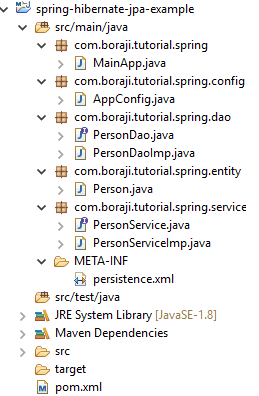 spring-hibernate-jpa-example
src/main/java
com.boraji.tutorial.spring
MainApp.java
com.boraji.tutorial.spring.config
AppConfig.java
com.boraji.tutorial.spring.dao
PersonDao.java
PersonDaoImp.java
com.boraji.tutorial.spring.entity
Person.java
com.boraji.tutorial.spring.service
PersonService.java
PersonServiceImp.java
META-INF
persistence.xml
src/test/java
JRE System Library [JavaSE-1.8]
Maven Dependencies
src
target
pom.xml